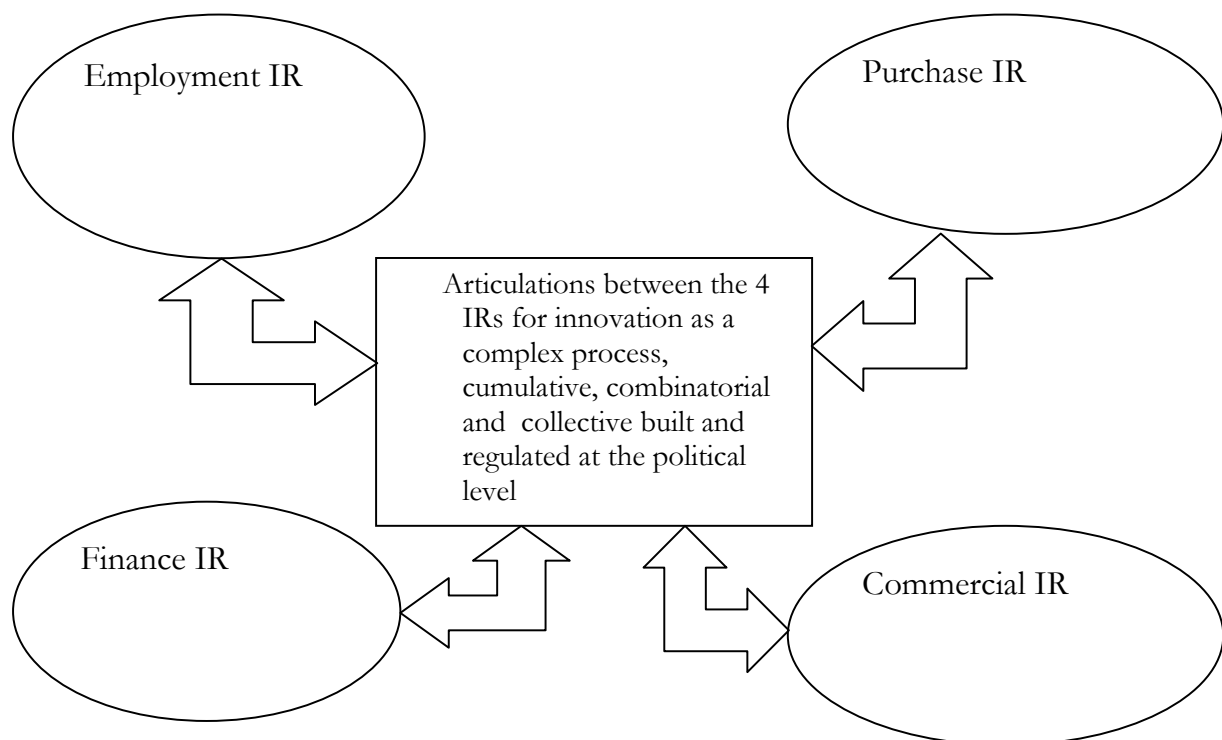 Employment IR
Purchase IR
Articulations between the 4
IRs for innovation as a
complex process,
cumulative, combinatorial
and collective built and
regulated at the political
level
Finance IR
Commercial IR